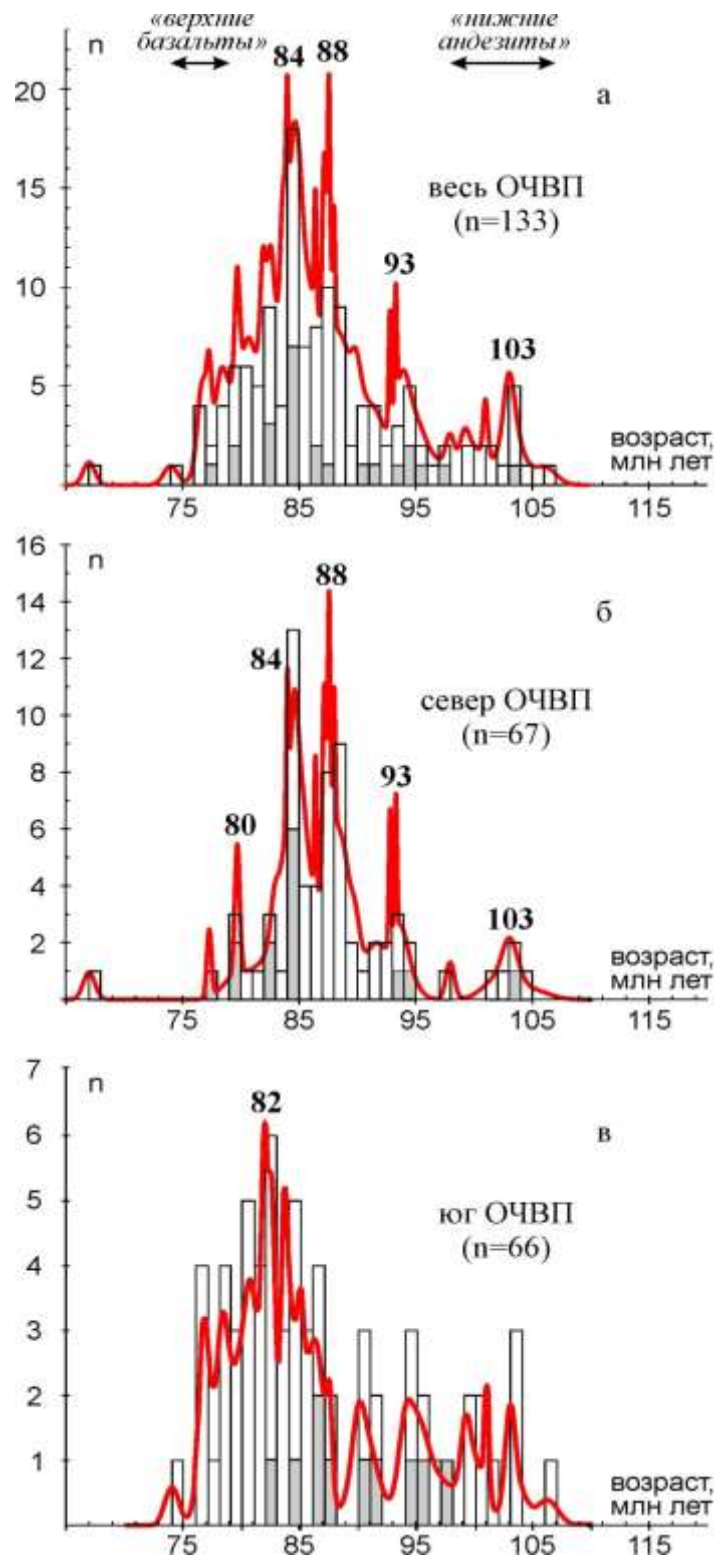 «верхние
базальты»
«нижние
андезиты»
n
84
88
а
20
весь ОЧВП
(n=133)
15
93
10
103
5
возраст,
млн лет
75
85
95
105
115
16
n
88
б
14
84
12
север ОЧВП
(n=67)
10
93
8
80
6
4
103
2
возраст,
млн лет
75
85
95
105
115
7
n
82
в
6
юг ОЧВП
(n=66)
5
4
3
2
1
возраст,
млн лет
75
85
95
105
115